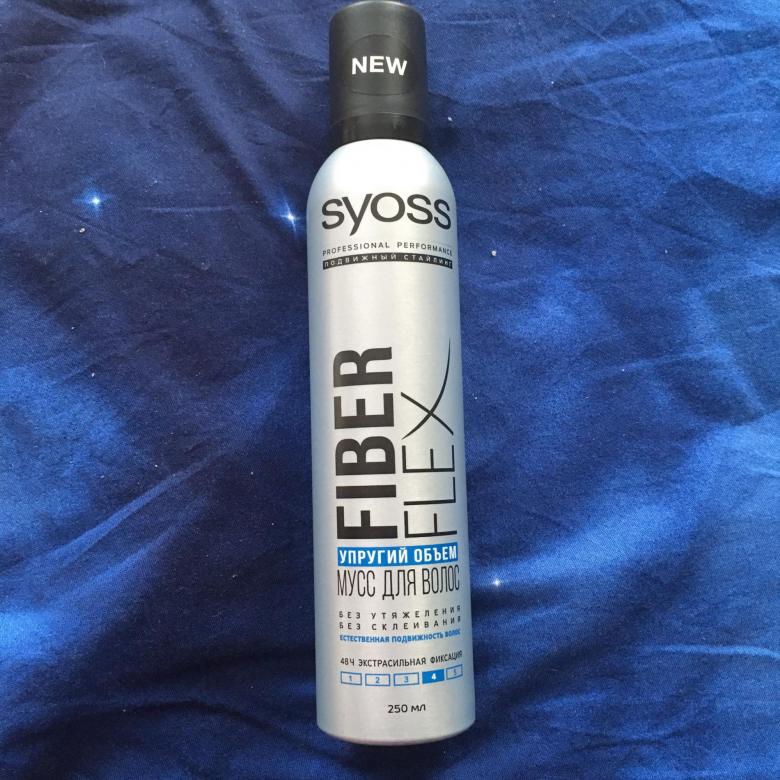 NEW
syoss
PROFESSIONAL PERFORMANCE
ПОДВИЖНЫЙ СТАЙЛИНГ
FIBER
FLEX
УПРУГИЙ ОБЪЕМ
МУСС ДЛЯ ВОЛОС
БЕЗ УТЯЖЕЛЕНИЯ
БЕЗ СКЛЕИВАНИЯ
ЕСТЕСТВЕННАЯ ПОДВИЖНОСТЬ ВОЛОС
48 Ч ЭКСТРАСИЛЬНАЯ ФИКСАЦИЯ
1 2 3 4 5
250 мл